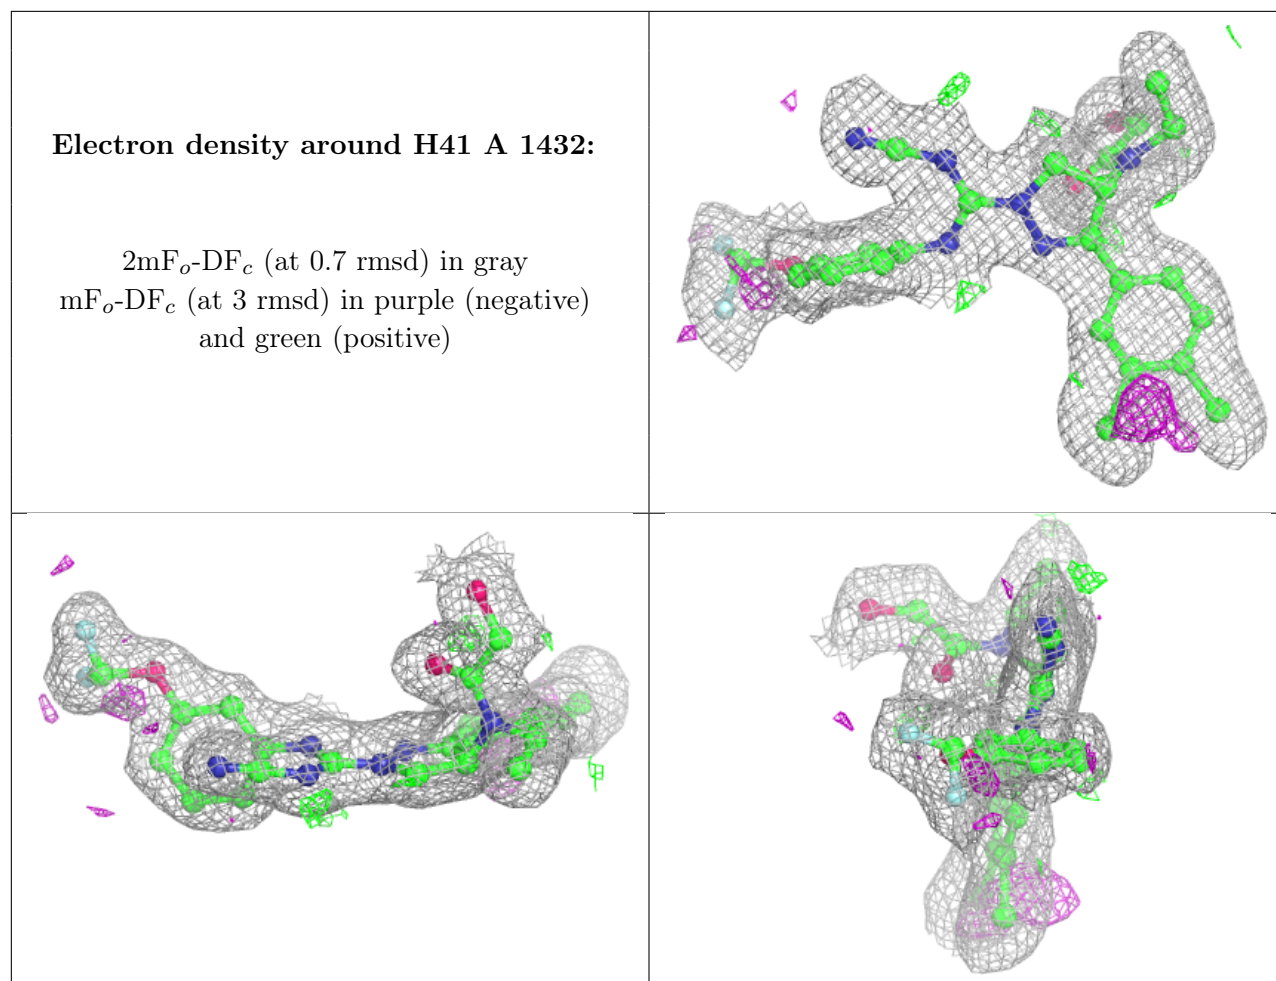 Electron density around H41 A 1432:
2mFo-DFc (at 0.7 rmsd) in gray
mFo-DFc (at 3 rmsd) in purple (negative)
and green (positive)